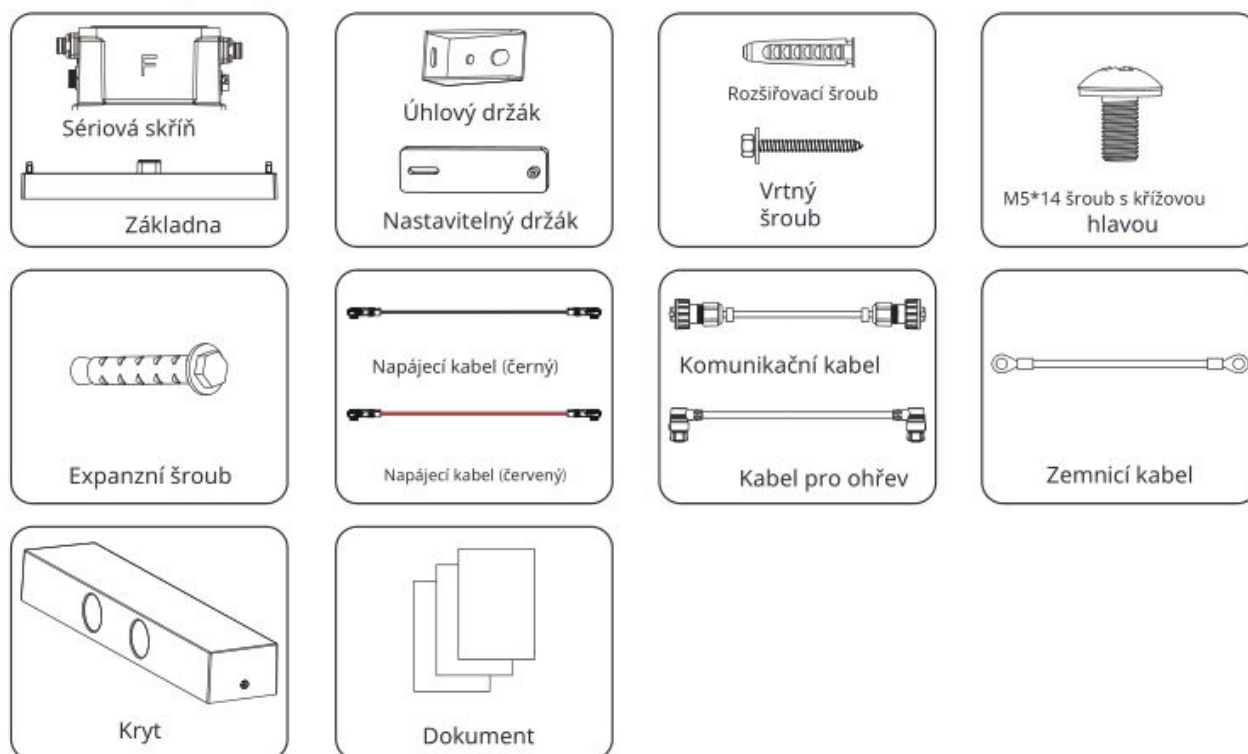 F
Sériová skříň
Základna
Úhlový držák
Nastavitelný držák
Rozšiřovací šroub
Vrtný
šroub
M5*14 šroub s křížovou
hlavou
Expanzní šroub
Napájecí kabel (černý)
Napájecí kabel (červený)
Komunikační kabel
Kabel pro ohřev
Zemnicí kabel
Kryt
Dokument